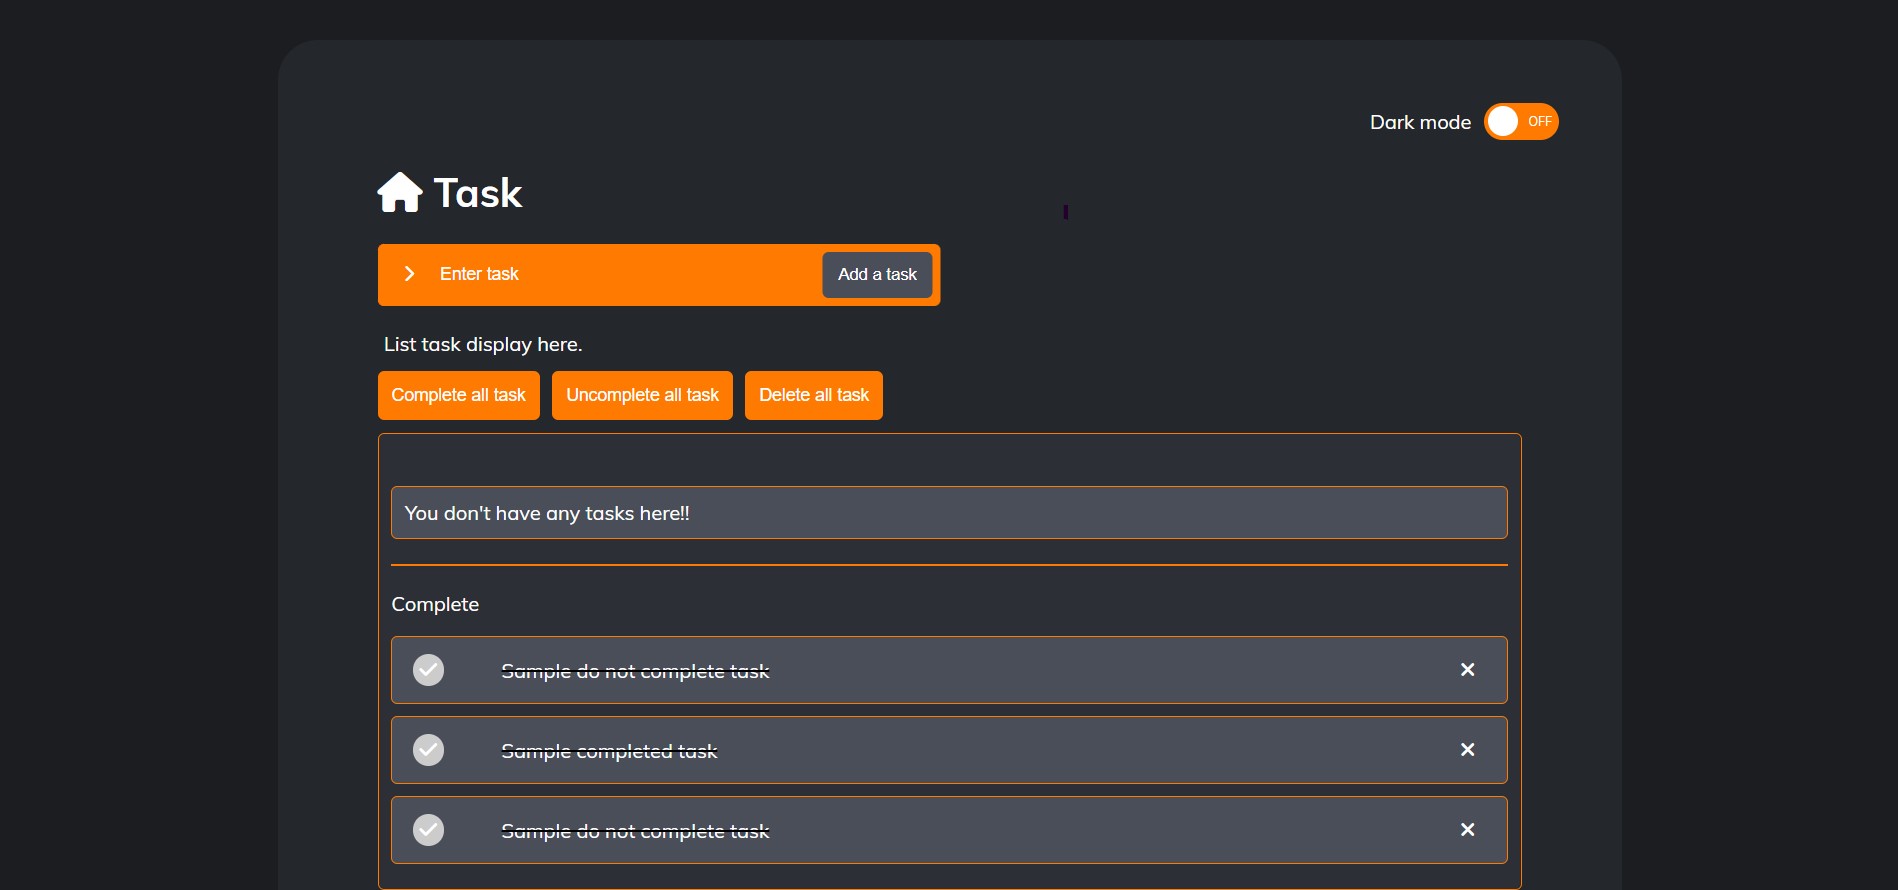 Dark mode OFF
Task
Enter task Add a task
List task display here.
Complete all task Uncomplete all task Delete all task
You don't have any tasks here!!
Complete
Sample do not complete task
Sample completed task
Sample do not complete task